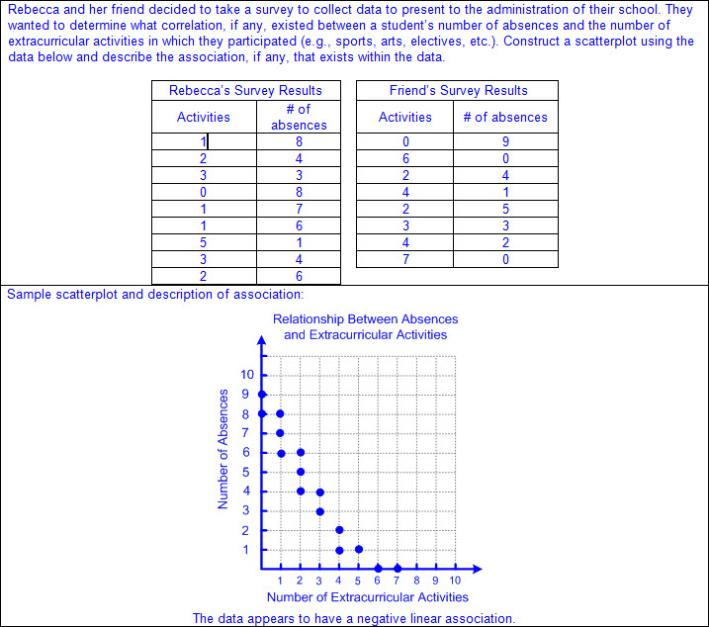 Rebecca and her friend decided to take a survey to collect data to present to the administration of their school. They
wanted to determine what correlation, if any, existed between a student's number of absences and the number of
extracurricular activities in which they participated (e.g., sports, arts, electives, etc.). Construct a scatterplot using the
data below and describe the association, if any, that exists within the data.
Rebecca's Survey Results
Activities # of absences
1 8
2 4
3 3
0 8
1 7
1 6
5 1
3 4
2 6
Friend's Survey Results
Activities # of absences
0 9
6 0
2 4
4 1
2 5
3 3
4 2
7 0
Sample scatterplot and description of association:
Relationship Between Absences
and Extracurricular Activities
Number of Absences
10
9
8
7
6
5
4
3
2
1
1 2 3 4 5 6 7 8 9 10
Number of Extracurricular Activities
The data appears to have a negative linear association.